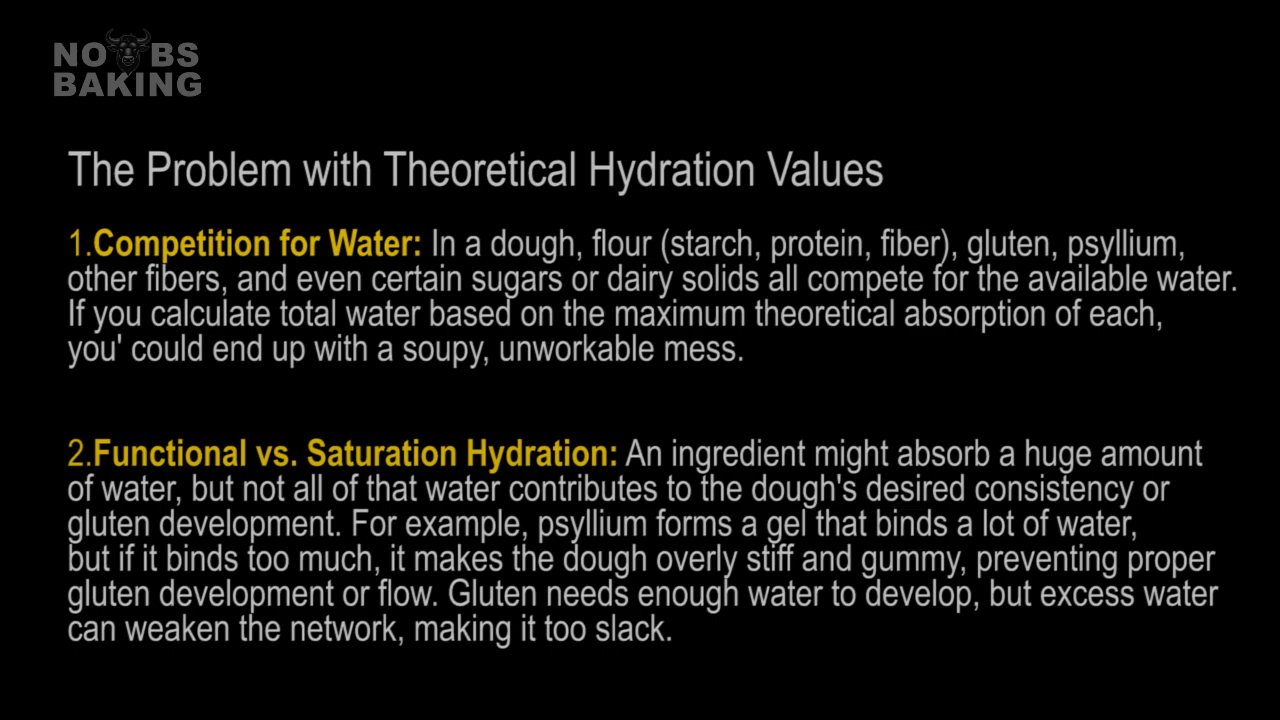 NO BS
BAKING
The Problem with Theoretical Hydration Values
1.Competition for Water: In a dough, flour (starch, protein, fiber), gluten, psyllium,
other fibers, and even certain sugars or dairy solids all compete for the available water.
If you calculate total water based on the maximum theoretical absorption of each,
you' could end up with a soupy, unworkable mess.
2.Functional vs. Saturation Hydration: An ingredient might absorb a huge amount
of water, but not all of that water contributes to the dough's desired consistency or
gluten development. For example, psyllium forms a gel that binds a lot of water,
but if it binds too much, it makes the dough overly stiff and gummy, preventing proper
gluten development or flow. Gluten needs enough water to develop, but excess water
can weaken the network, making it too slack.